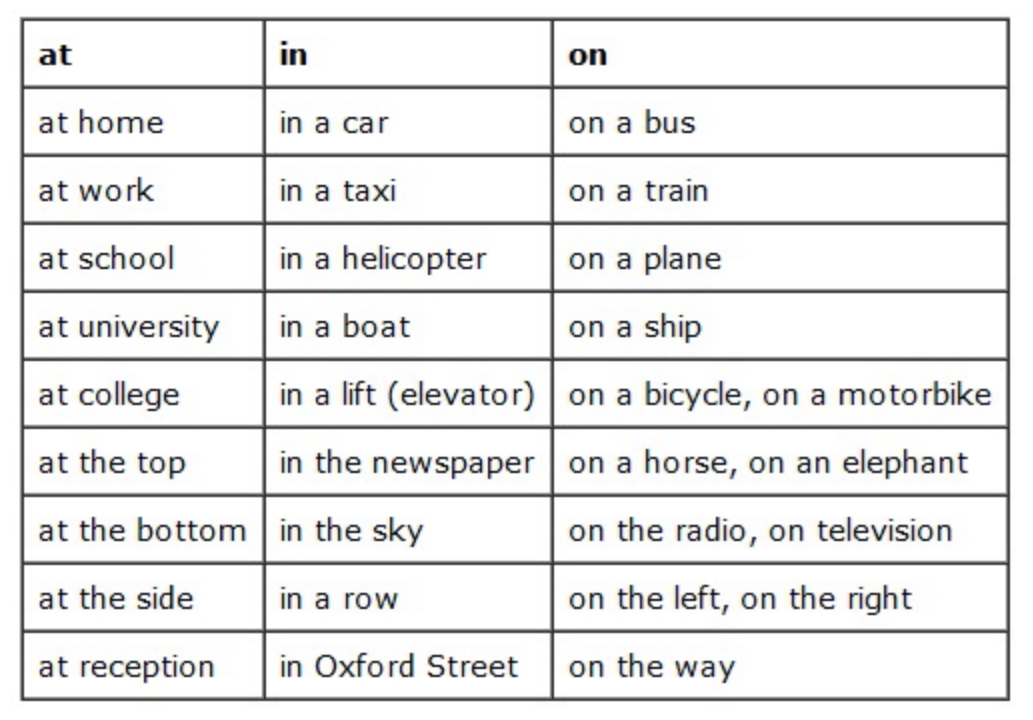 at in on
at home in a car on a bus
at work in a taxi on a train
at school in a helicopter on a plane
at university in a boat on a ship
at college in a lift (elevator) on a bicycle, on a motorbike
at the top in the newspaper on a horse, on an elephant
at the bottom in the sky on the radio, on television
at the side in a row on the left, on the right
at reception in Oxford Street on the way